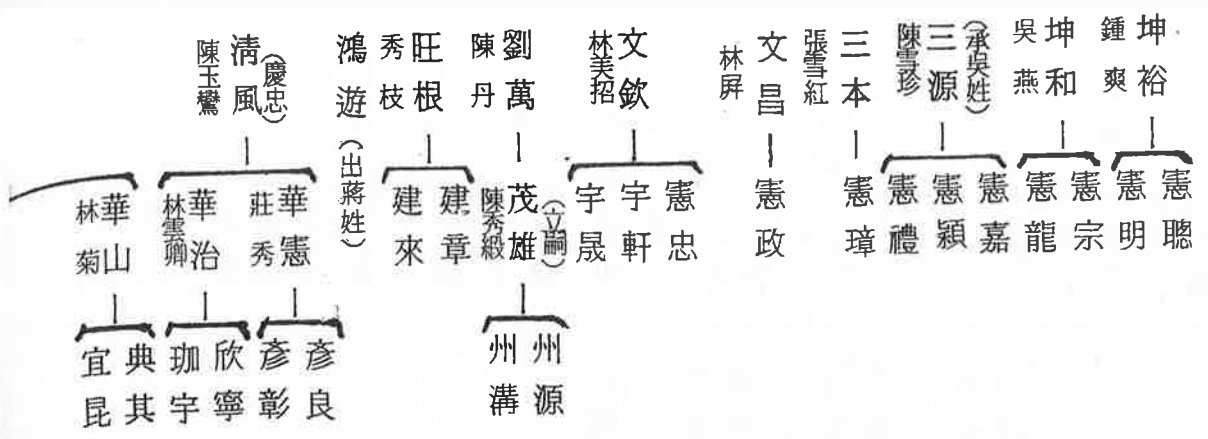 坤裕
鍾爽
坤和
吳燕
(承吳姓)
三源
陳雪珍
三本
張雪紅
文昌
林屏
文欽
林美招
劉萬
陳丹
旺根
秀枝
鴻遊(出蔣姓)
(慶忠)
清風
陳玉鸞
憲聰
憲明
憲宗
憲龍
憲嘉
憲穎
憲禮
憲璋
憲政
憲忠
宇軒
宇晟
(立嗣)
茂雄
陳秀緞
建章
建來
華憲
莊秀
華治
林雲卿
華山
林菊
州源
州溝
彥良
彥彰
欣寧
珈宇
典其
宜昆